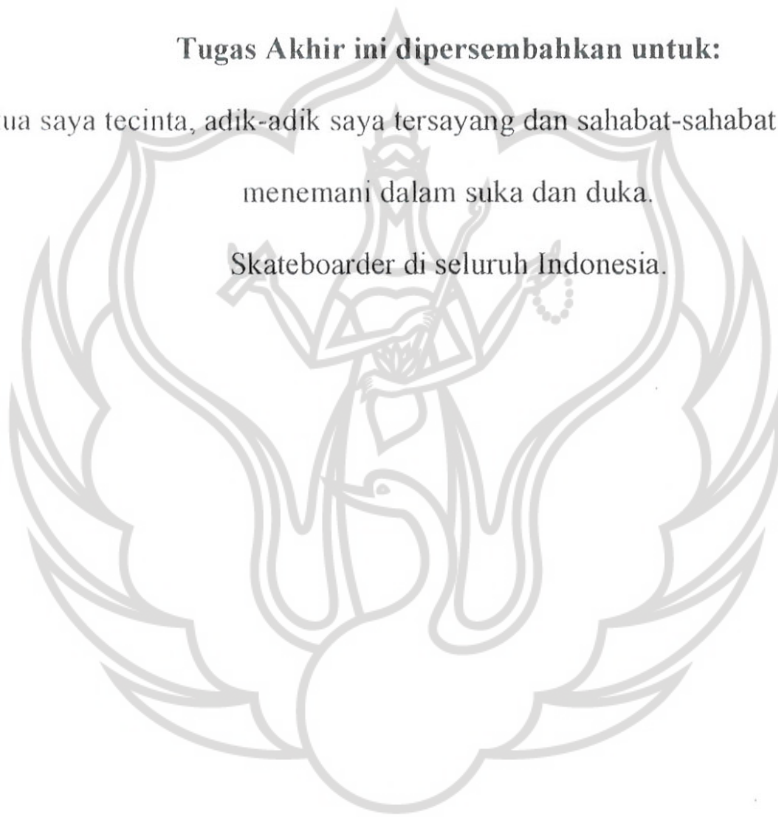 Tugas Akhir ini dipersembahkan untuk:
saya tecinta, adik-adik saya tersayang dan sahabat-sahabat
menemani dalam suka dan duka.
Skateboarder di seluruh Indonesia.